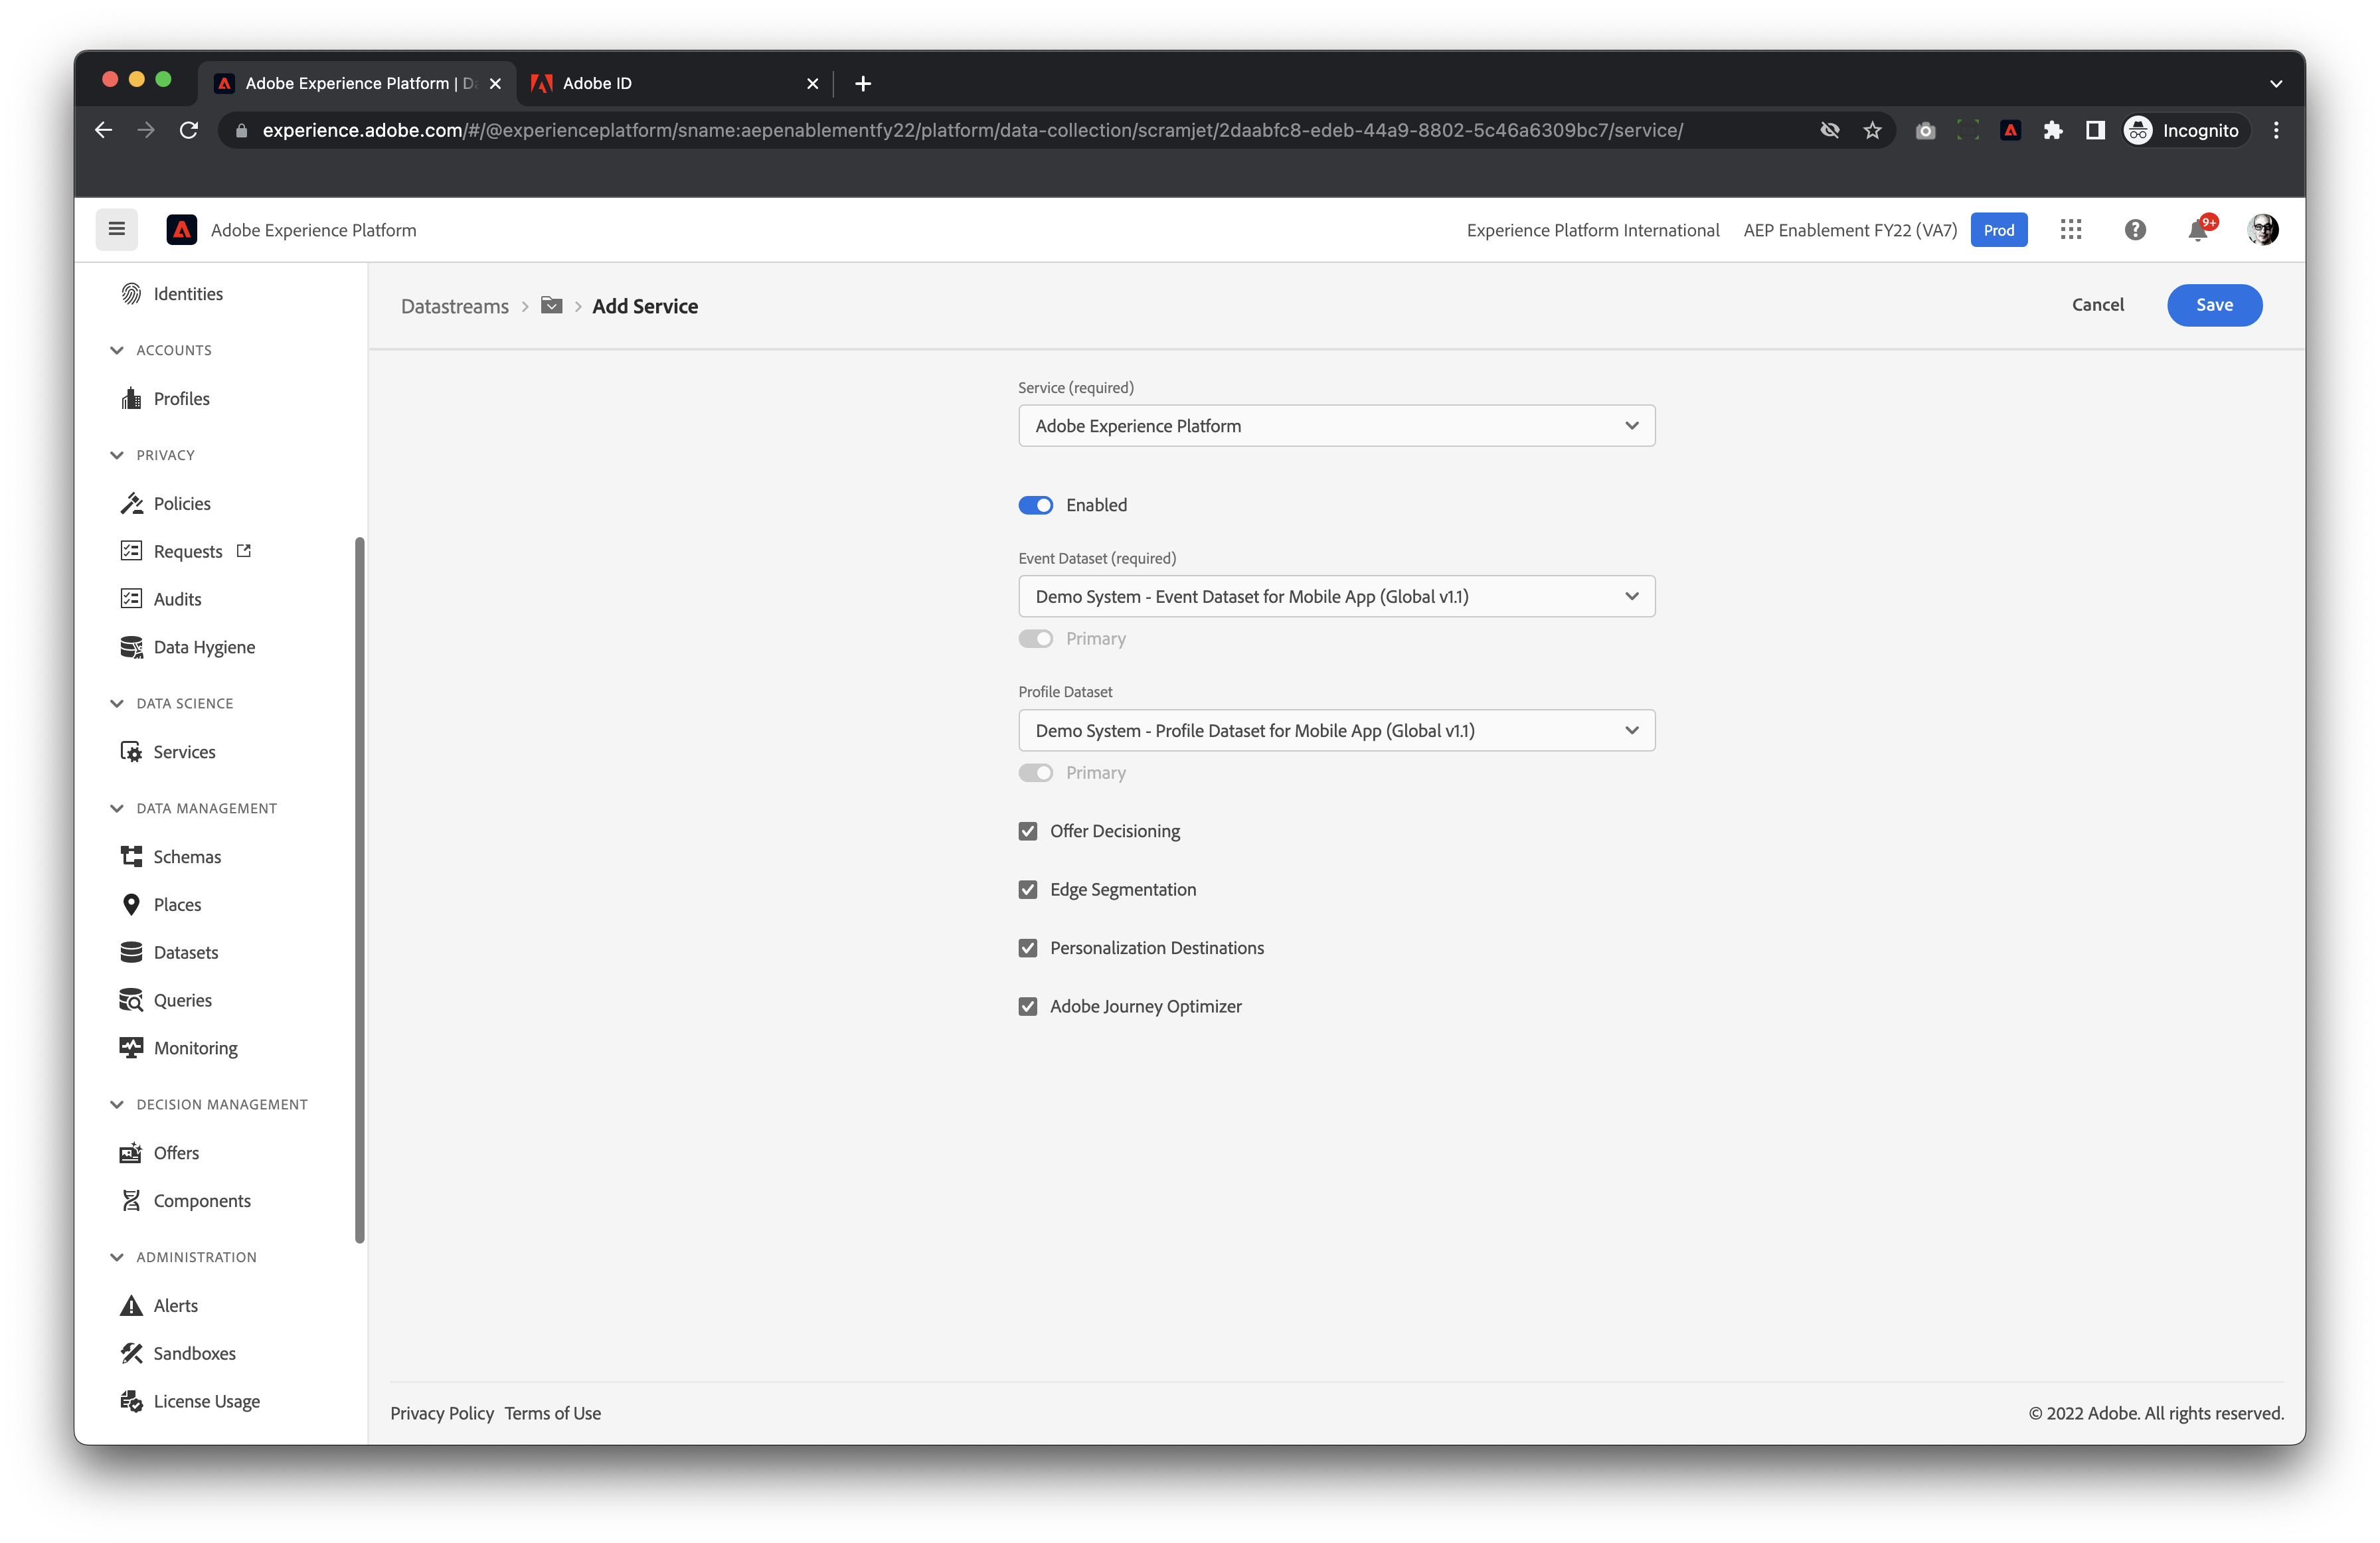 Adobe Experience Platform | Da
Adobe ID
experience.adobe.com/#/@experienceplatform/sname:aepenablementfy22/platform/data-collection/scramjet/2daabfc8-edeb-44a9-8802-5c46a6309bc7/service/
Incognito
Adobe Experience Platform
Experience Platform International
AEP Enablement FY22 (VA7)
Prod
9+
Identities
ACCOUNTS
Profiles
PRIVACY
Policies
Requests
Audits
Data Hygiene
DATA SCIENCE
Services
DATA MANAGEMENT
Schemas
Places
Datasets
Queries
Monitoring
DECISION MANAGEMENT
Offers
Components
ADMINISTRATION
Alerts
Sandboxes
License Usage
Datastreams
Add Service
Cancel
Save
Service (required)
Adobe Experience Platform
Enabled
Event Dataset (required)
Demo System - Event Dataset for Mobile App (Global v1.1)
Primary
Profile Dataset
Demo System - Profile Dataset for Mobile App (Global v1.1)
Primary
Offer Decisioning
Edge Segmentation
Personalization Destinations
Adobe Journey Optimizer
Privacy Policy
Terms of Use
© 2022 Adobe. All rights reserved.